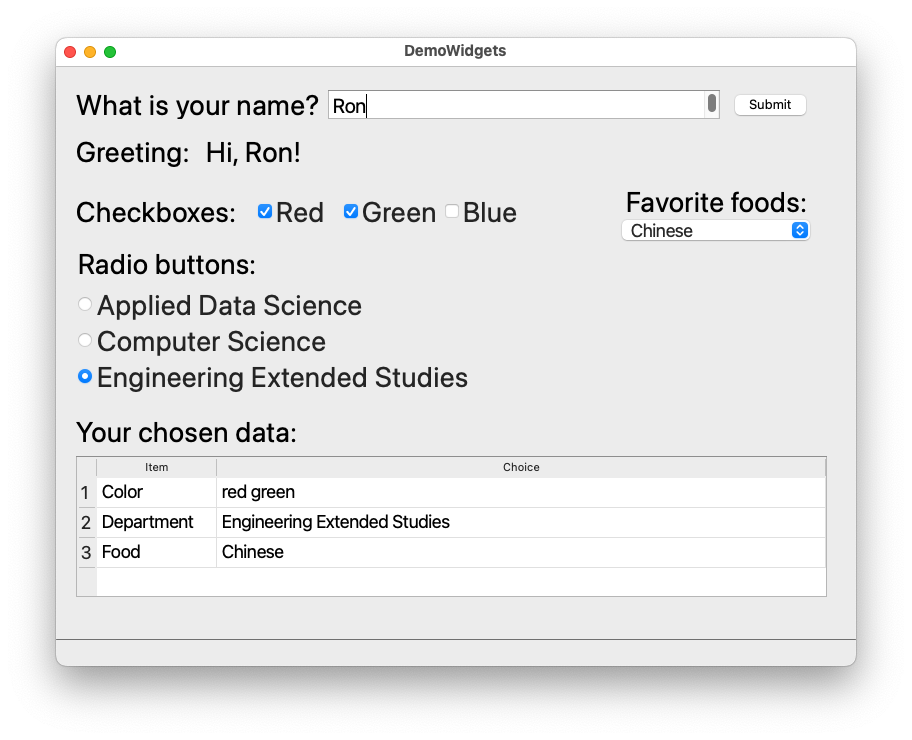 DemoWidgets
What is your name? Ron Submit
Greeting: Hi, Ron!
Checkboxes: Red Green Blue
Favorite foods:
Chinese
Radio buttons:
Applied Data Science
Computer Science
Engineering Extended Studies
Your chosen data:
Item Choice
1 Color red green
2 Department Engineering Extended Studies
3 Food Chinese